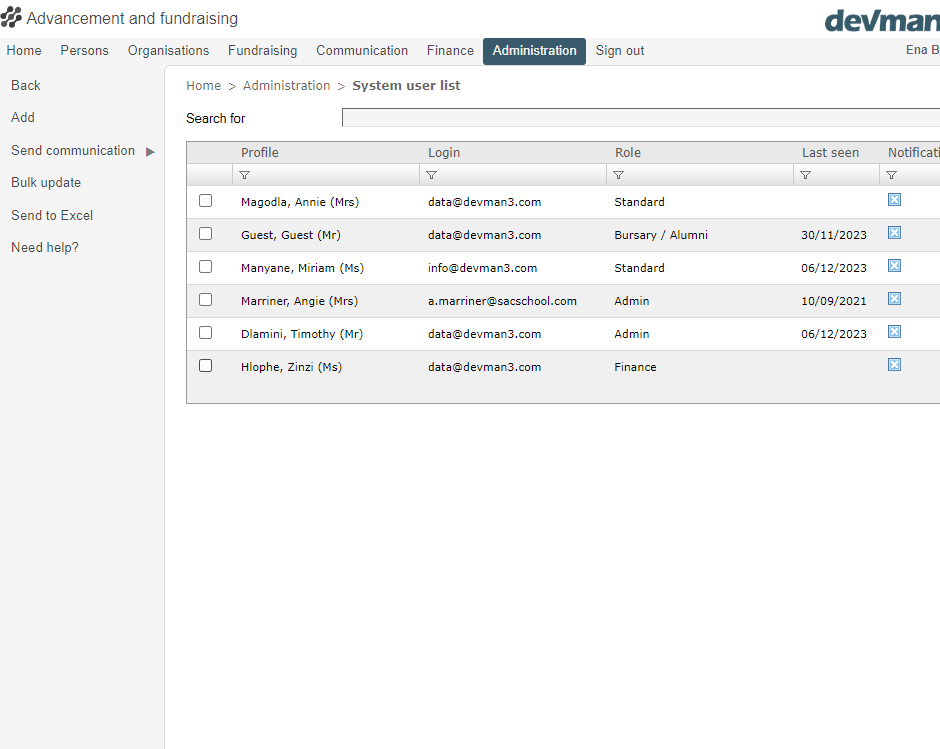 Advancement and fundraising
devman
Home Persons Organisations Fundraising Communication Finance Administration Sign out Ena B
Back
Add
Send communication ▶
Bulk update
Send to Excel
Need help?
Home > Administration > System user list
Search for
Profile Login Role Last seen Notificati
Magodla, Annie (Mrs) data@devman3.com Standard
Guest, Guest (Mr) data@devman3.com Bursary / Alumni 30/11/2023
Manyane, Miriam (Ms) info@devman3.com Standard 06/12/2023
Marriner, Angie (Mrs) a.marriner@sacschool.com Admin 10/09/2021
Dlamini, Timothy (Mr) data@devman3.com Admin 06/12/2023
Hlophe, Zinzi (Ms) data@devman3.com Finance